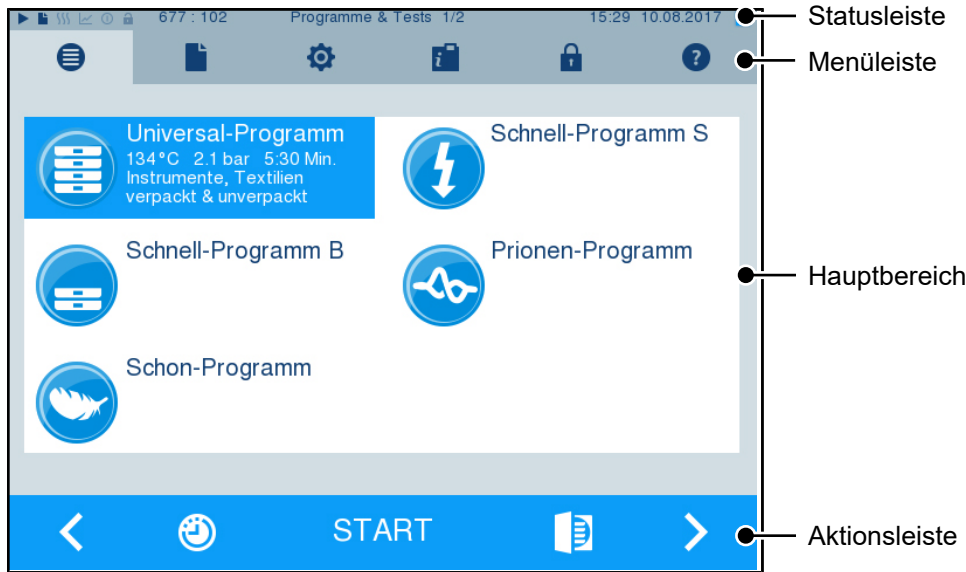 677 : 102 Programme & Tests 1/2 15:29 10.08.2017
Statusleiste
Menüleiste
Universal-Programm
134°C 2.1 bar 5:30 Min.
Instrumente, Textilien
verpackt & unverpackt
Schnell-Programm S
Schnell-Programm B
Prionen-Programm
Hauptbereich
Schon-Programm
START
Aktionsleiste